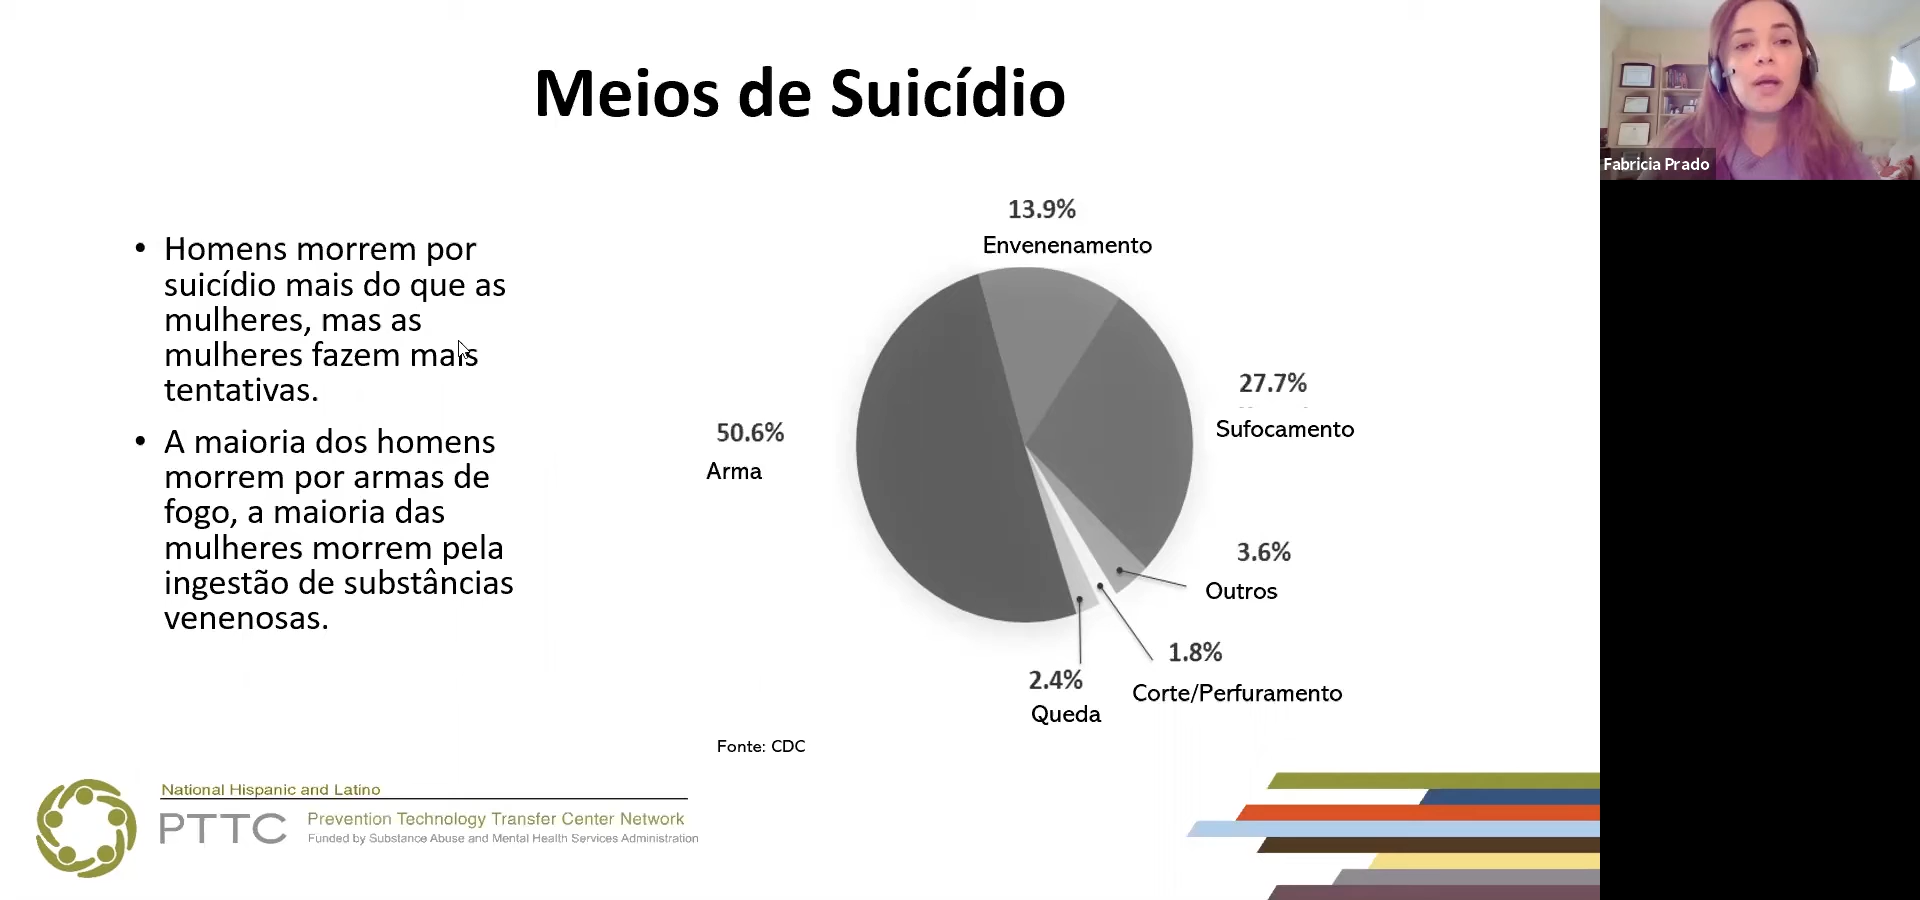 Meios de Suicídio
Fabricia Prado
• Homens morrem por
suicídio mais do que as
mulheres, mas as
mulheres fazem mais
tentativas.
• A maioria dos homens
morrem por armas de
fogo, a maioria das
mulheres morrem pela
ingestão de substâncias
venenosas.
13.9%
Envenenamento
27.7%
Sufocamento
50.6%
Arma
3.6%
Outros
1.8%
Corte/Perfuramento
2.4%
Queda
Fonte: CDC
National Hispanic and Latino
PTTC
Prevention Technology Transfer Center Network
Funded by Substance Abuse and Mental Health Services Administration